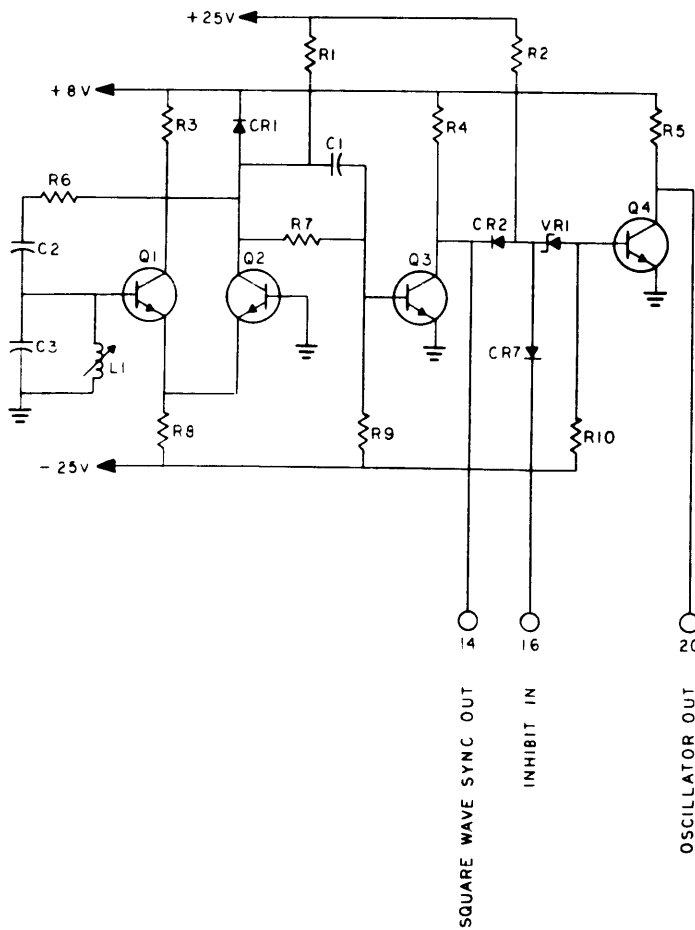 +25V
R1
R2
+8V
R3
CR1
C1
R4
R5
R6
R7
CR2
VR1
Q4
C2
Q1
Q2
Q3
C3
L1
CR7
R8
R9
R10
-25V
14
16
20
SQUARE WAVE SYNC OUT
INHIBIT IN
OSCILLATOR OUT